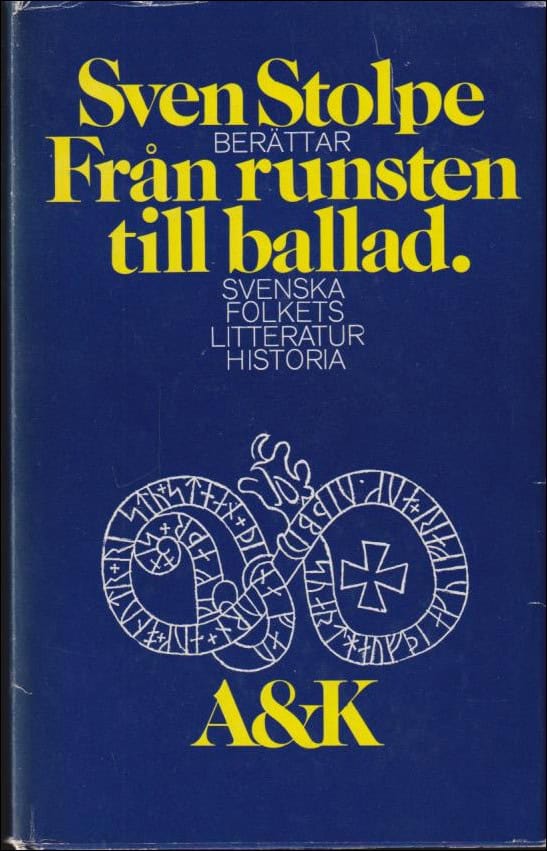 Sven Stolpe
BERÄTTAR
Från runsten
till ballad.
SVENSKA
FOLKETS
LITTERATUR
HISTORIA
A&K